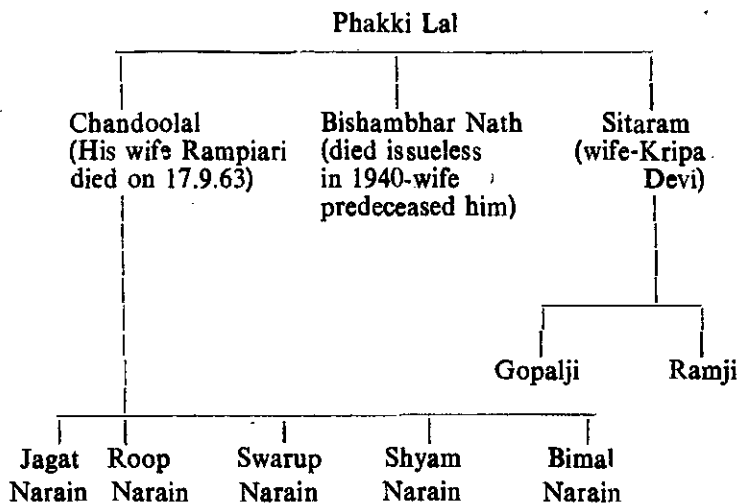 Phakki Lal
Chandoolal
(His wife Rampiari
died on 17.9.63)
Bishambhar Nath
(died issueless
in 1940-wife
predeceased him)
Sitaram
(wife-Kripa
Devi)
Gopalji Ramji
Jagat
Narain
Roop
Narain
Swarup
Narain
Shyam
Narain
Bimal
Narain